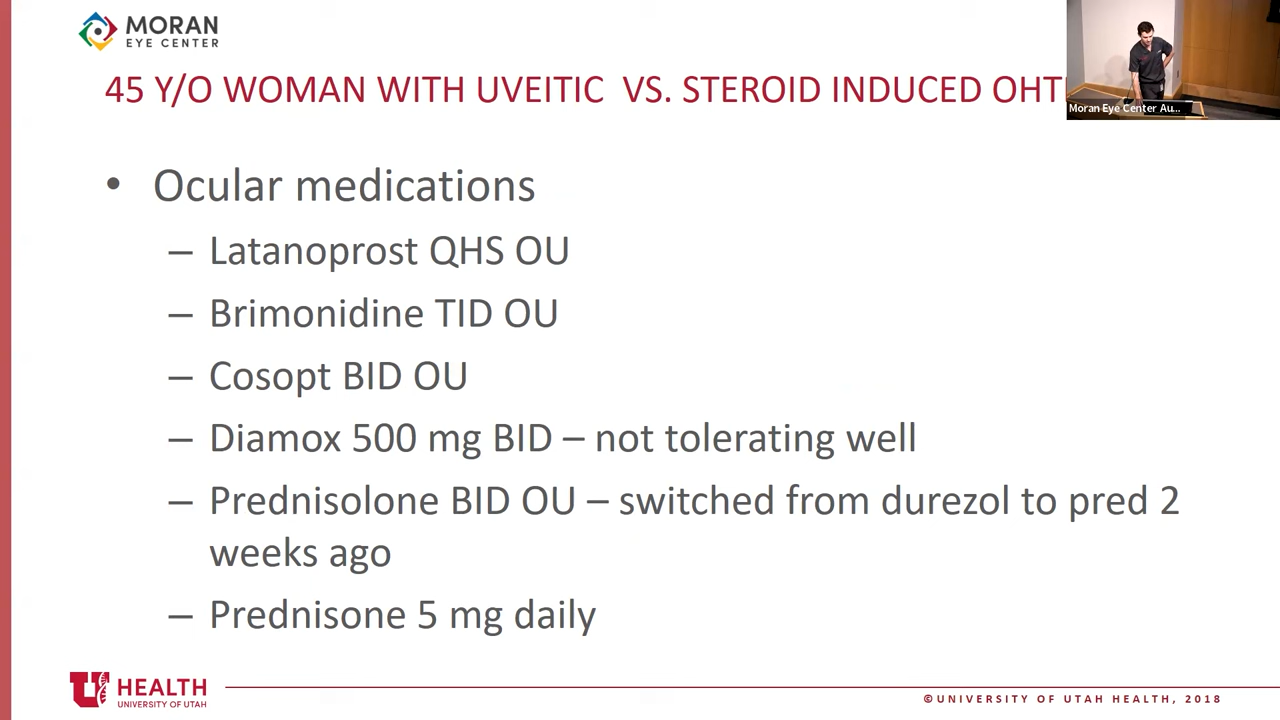 MORAN
EYE CENTER
45 Y/O WOMAN WITH UVEITIC VS. STEROID INDUCED OHT
Moran Eye Center Au...
• Ocular medications
– Latanoprost QHS OU
– Brimonidine TID OU
– Cosopt BID OU
– Diamox 500 mg BID – not tolerating well
– Prednisolone BID OU – switched from durezol to pred 2
weeks ago
– Prednisone 5 mg daily
U HEALTH
UNIVERSITY OF UTAH
©UNIVERSITY OF UTAH HEALTH, 2018